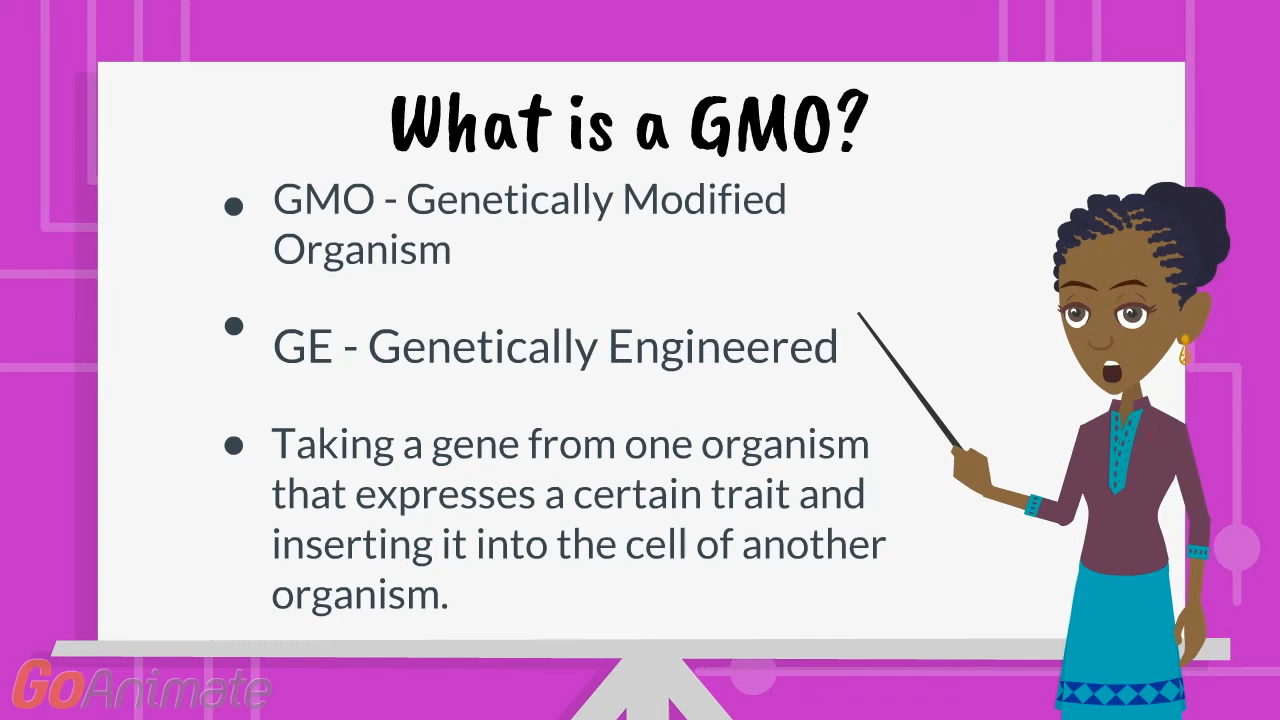 What is a GMO?
• GMO - Genetically Modified
Organism
• GE - Genetically Engineered
• Taking a gene from one organism
that expresses a certain trait and
inserting it into the cell of another
organism.
GoAnimate